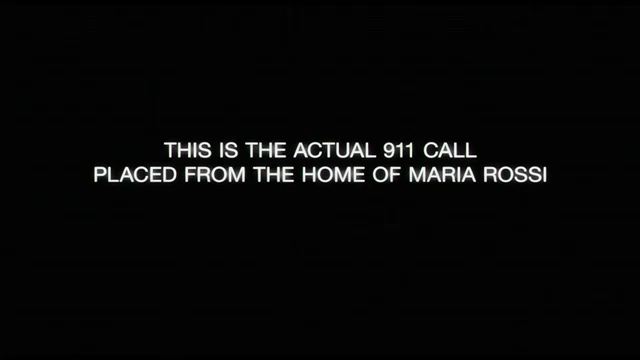 THIS IS THE ACTUAL 911 CALL
PLACED FROM THE HOME OF MARIA ROSSI